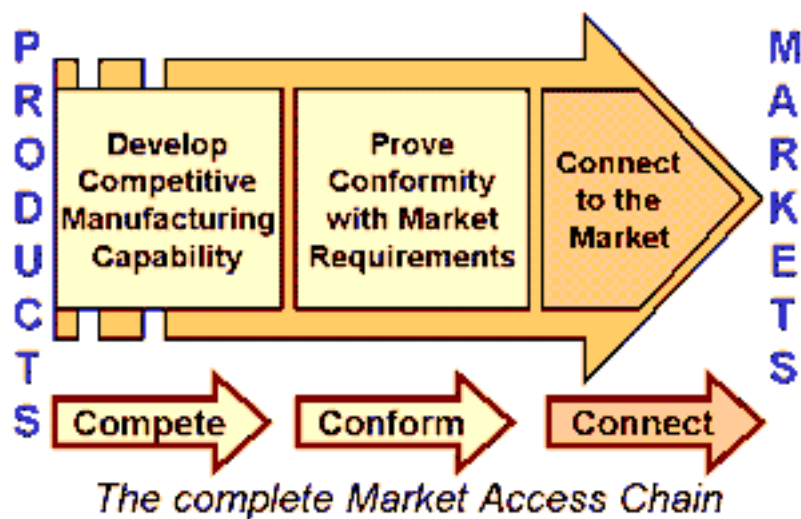 PRODUCTS
Develop
Competitive
Manufacturing
Capability
Prove
Conformity
with Market
Requirements
Connect
to the
Market
MARKETS
Compete
Conform
Connect
The complete Market Access Chain